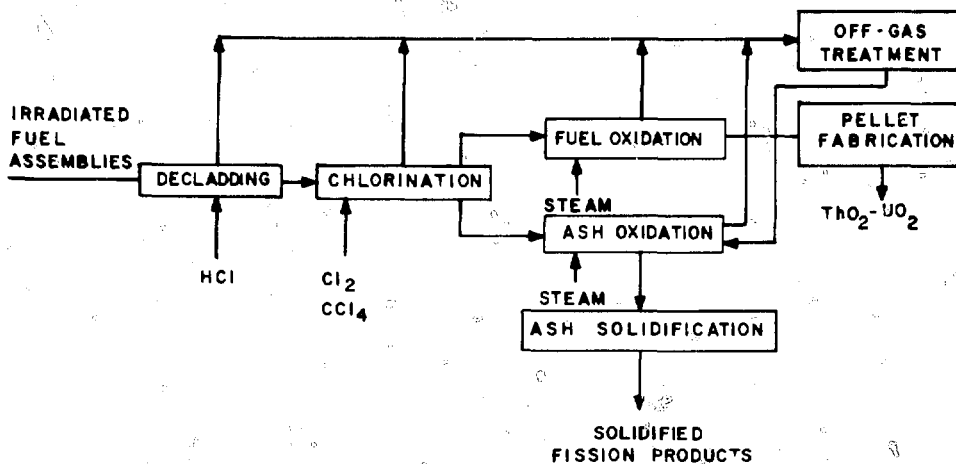 OFF-GAS
TREATMENT
IRRADIATED
FUEL
ASSEMBLIES
DECLADDING
CHLORINATION
FUEL OXIDATION
PELLET
FABRICATION
STEAM
ASH OXIDATION
ThO₂-UO₂
HCl
Cl₂
CCl₄
STEAM
ASH SOLIDIFICATION
SOLIDIFIED
FISSION PRODUCTS